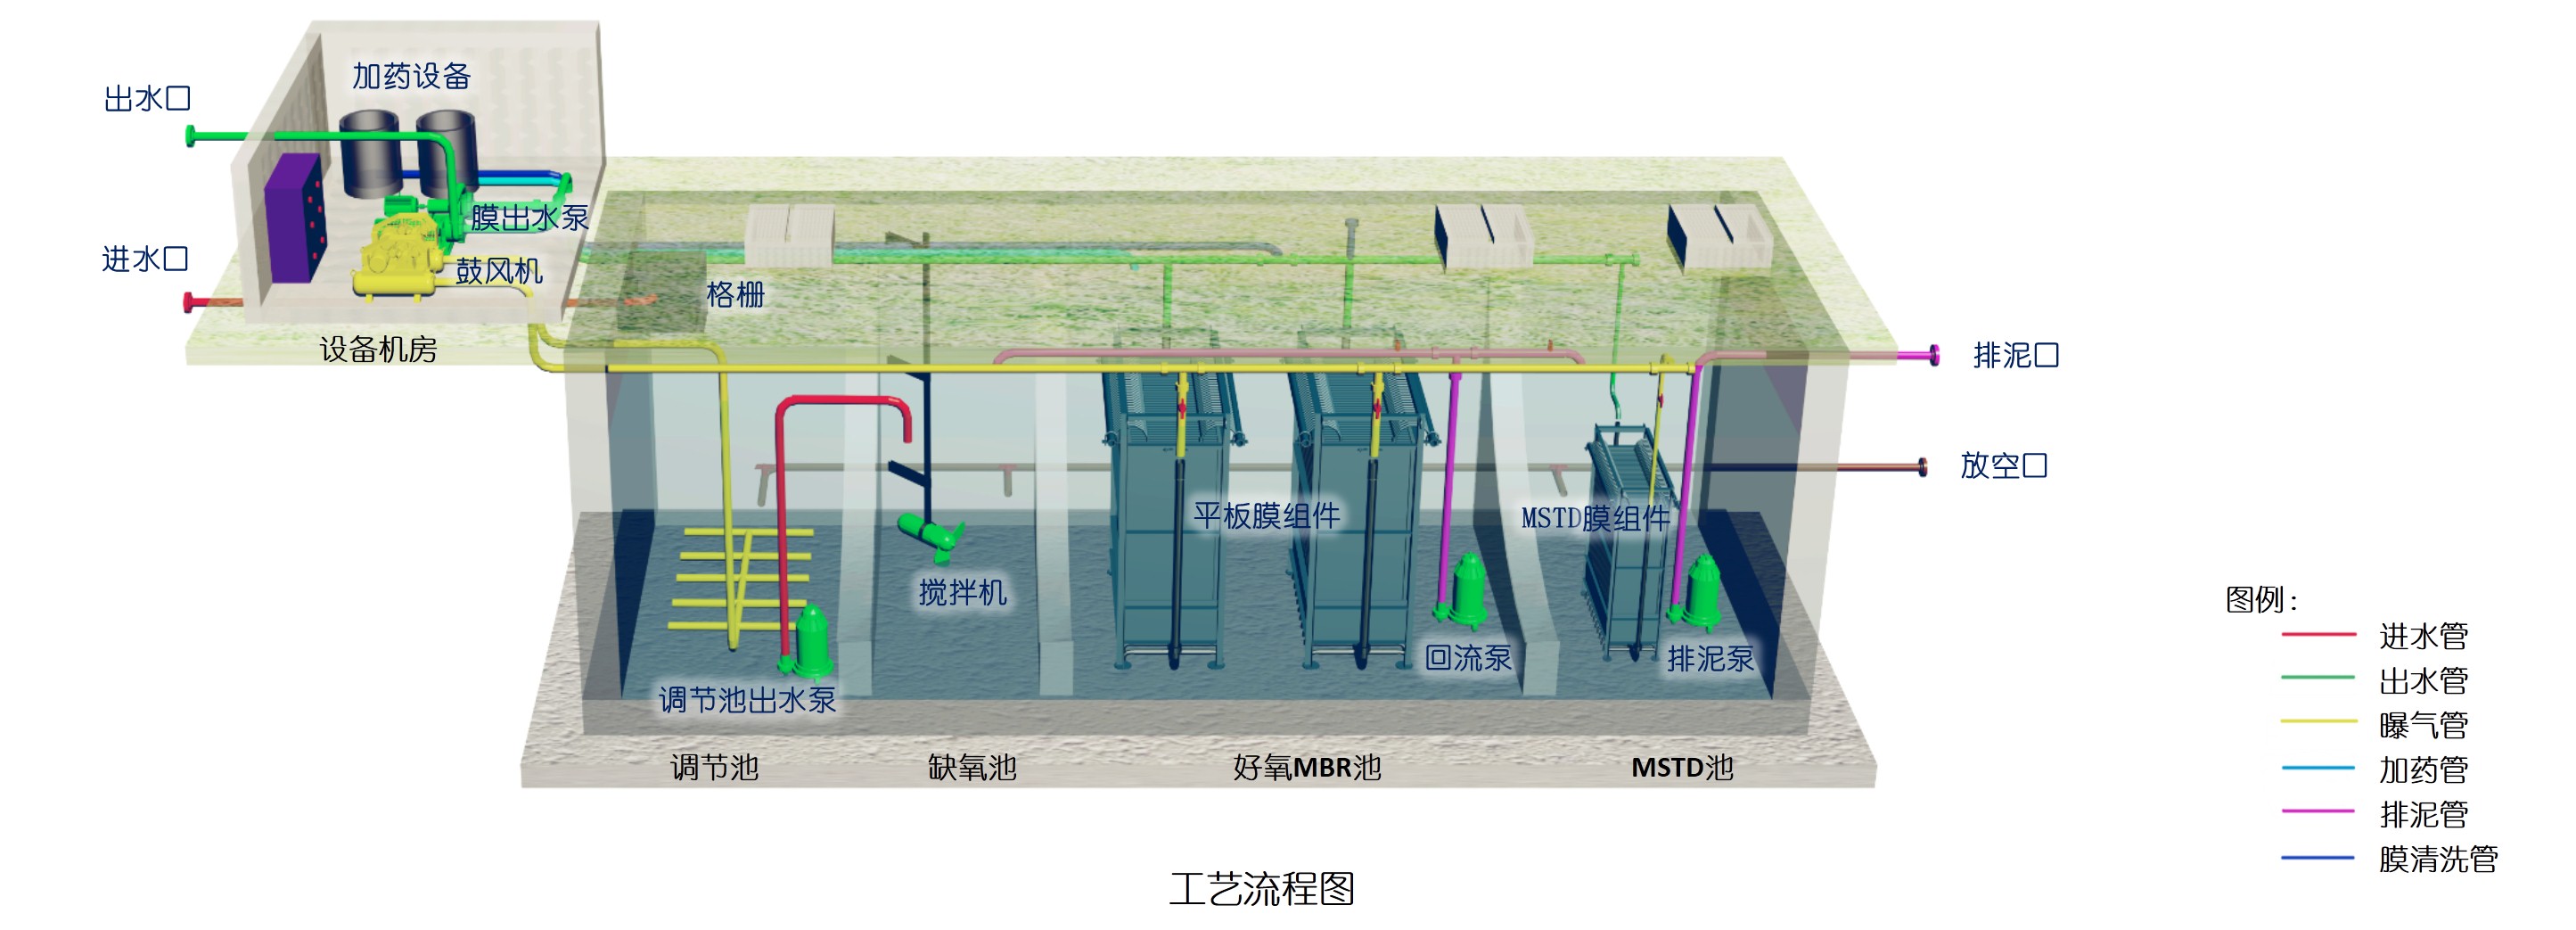 加药设备
出水口
膜出水泵
进水口
鼓风机
格栅
设备机房
排泥口
放空口
平板膜组件
MSTD膜组件
搅拌机
回流泵
排泥泵
调节池出水泵
调节池
缺氧池
好氧MBR池
MSTD池
图例：
进水管
出水管
曝气管
加药管
排泥管
膜清洗管
工艺流程图